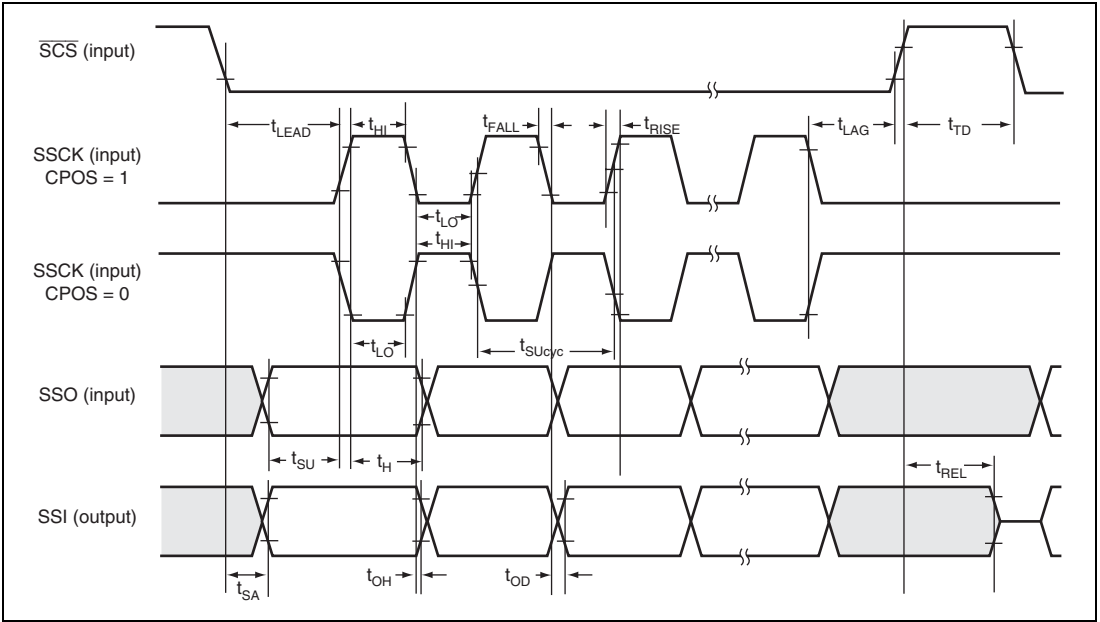 SCS (input)
tLEAD
tHI
tFALL
tRISE
tLAG
tTD
SSCK (input)
CPOS = 1
tLO
tHI
SSCK (input)
CPOS = 0
tLO
tSUcyc
SSO (input)
tSU
tH
tREL
SSI (output)
tSA
tOH
tOD